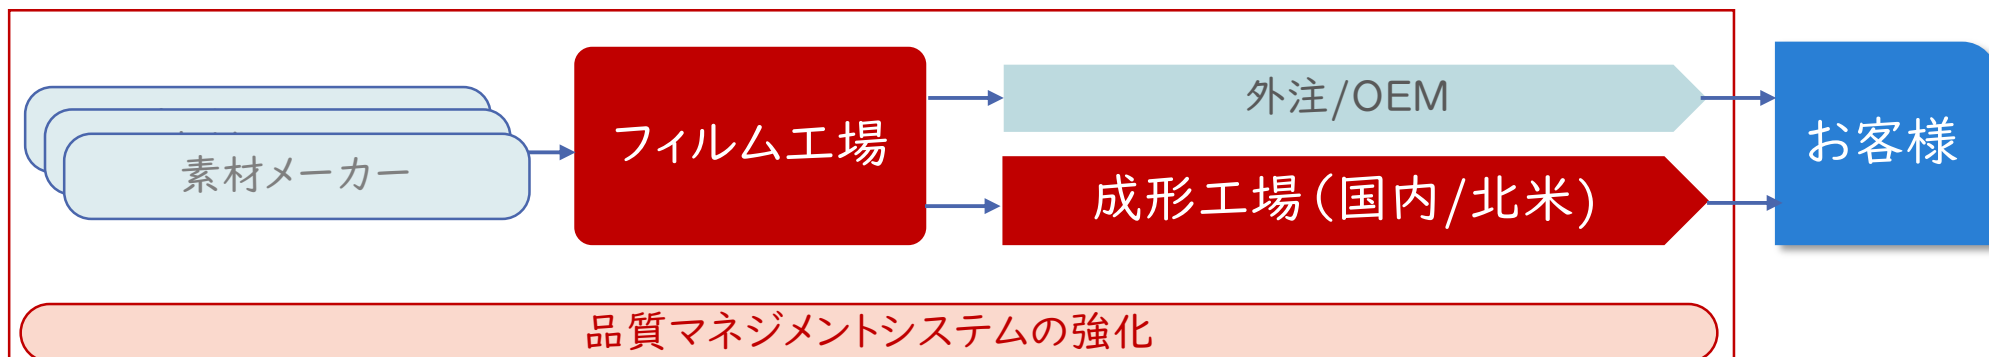 素材メーカー
フィルム工場
外注/OEM
成形工場(国内/北米)
お客様
品質マネジメントシステムの強化